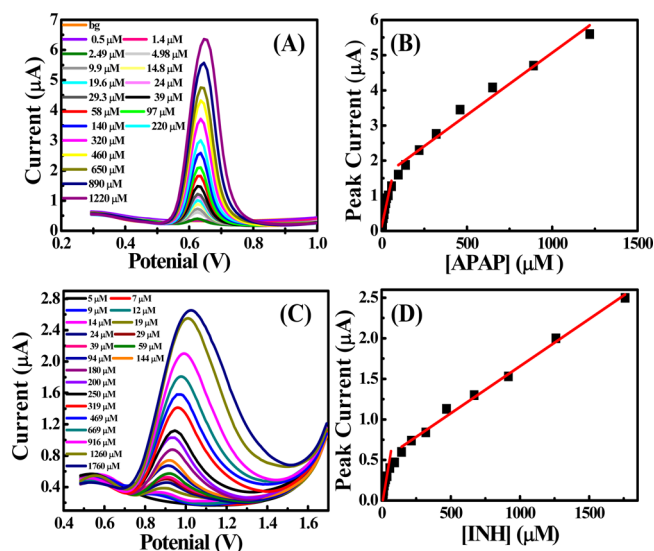 (A)
bg
0.5 µM 1.4 µM
2.49 µM 4.98 µM
9.9 µM 14.8 µM
19.6 µM 24 µM
29.3 µM 39 µM
58 µM 97 µM
140 µM 220 µM
320 µM
460 µM
650 µM
890 µM
1220 µM
Current (µA)
7
6
5
4
3
2
1
0
0.2 0.4 0.6 0.8 1.0
Potenial (V)
(B)
Peak Current (µA)
6
5
4
3
2
1
0
0 500 1000 1500
[APAP] (µM)
(C)
5 µM 7 µM
9 µM 12 µM
14 µM 19 µM
24 µM 29 µM
39 µM 59 µM
94 µM 144 µM
180 µM
200 µM
250 µM
319 µM
469 µM
669 µM
916 µM
1260 µM
1760 µM
Current (µA)
2.8
2.4
2.0
1.6
1.2
0.8
0.4
0.4 0.6 0.8 1.0 1.2 1.4 1.6
Potenial (V)
(D)
Peak Current (µA)
2.5
2.0
1.5
1.0
0.5
0.0
0 500 1000 1500
[INH] (µM)